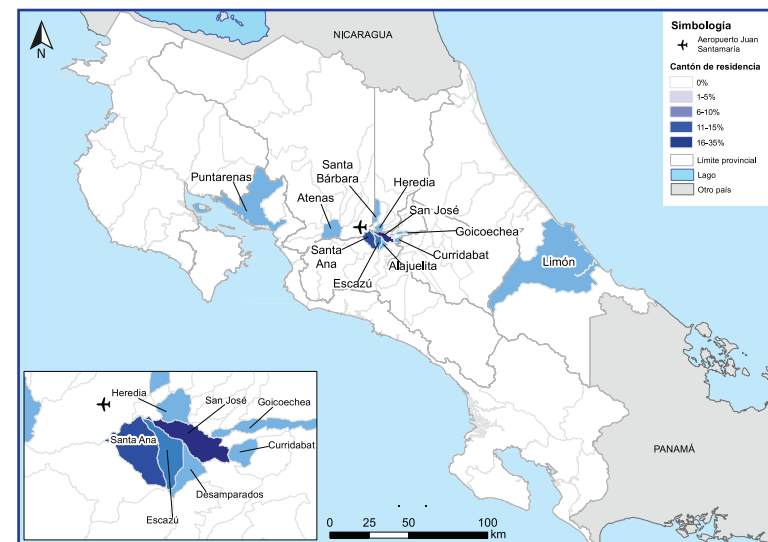 NICARAGUA
N
Simbología
Aeropuerto Juan
Santamaría
Cantón de residencia
0%
1-5%
6-10%
11-15%
16-35%
Límite provincial
Lago
Otro país
Santa
Bárbara
Puntarenas
Heredia
Atenas
San José
Goicoechea
Santa
Ana
Curridabat
Alajuelita
Escazú
Limón
PANAMÁ
Heredia
San José
Goicoechea
Santa Ana
Curridabat
Desamparados
Escazú
0 25 50 100
km